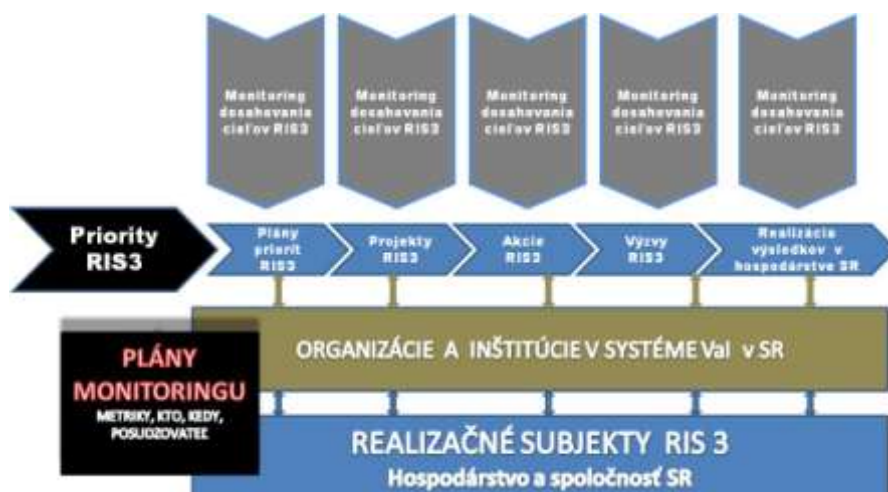 Monitoring
dosahovania
cieľov RIS3
Monitoring
dosahovania
cieľov RIS3
Monitoring
dosahovania
cieľov RIS3
Monitoring
dosahovania
cieľov RIS3
Monitoring
dosahovania
cieľov RIS3
Priority
RIS3
Plány
priorít
RIS3
Projekty
RIS3
Akcie
RIS3
Výzvy
RIS3
Realizácia
výsledkov v
hospodárstve SR
ORGANIZÁCIE A INŠTITÚCIE V SYSTÉME VaI v SR
PLÁNY
MONITORINGU
METRIKY, KTO, KEDY,
POSUDZOVATEĽ
REALIZAČNÉ SUBJEKTY RIS 3
Hospodárstvo a spoločnosť SR